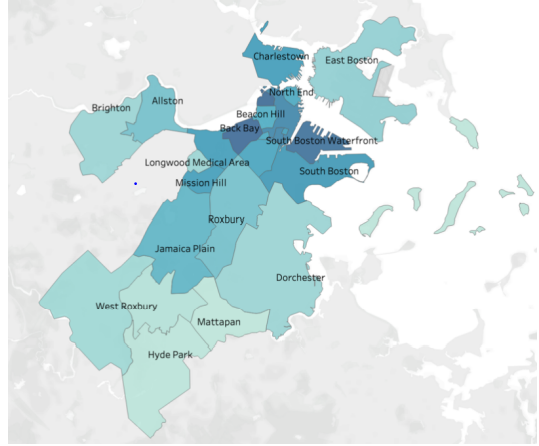 Charlestown
East Boston
North End
Allston
Brighton
Beacon Hill
Back Bay
South Boston Waterfront
Longwood Medical Area
South Boston
Mission Hill
Roxbury
Jamaica Plain
Dorchester
West Roxbury
Mattapan
Hyde Park